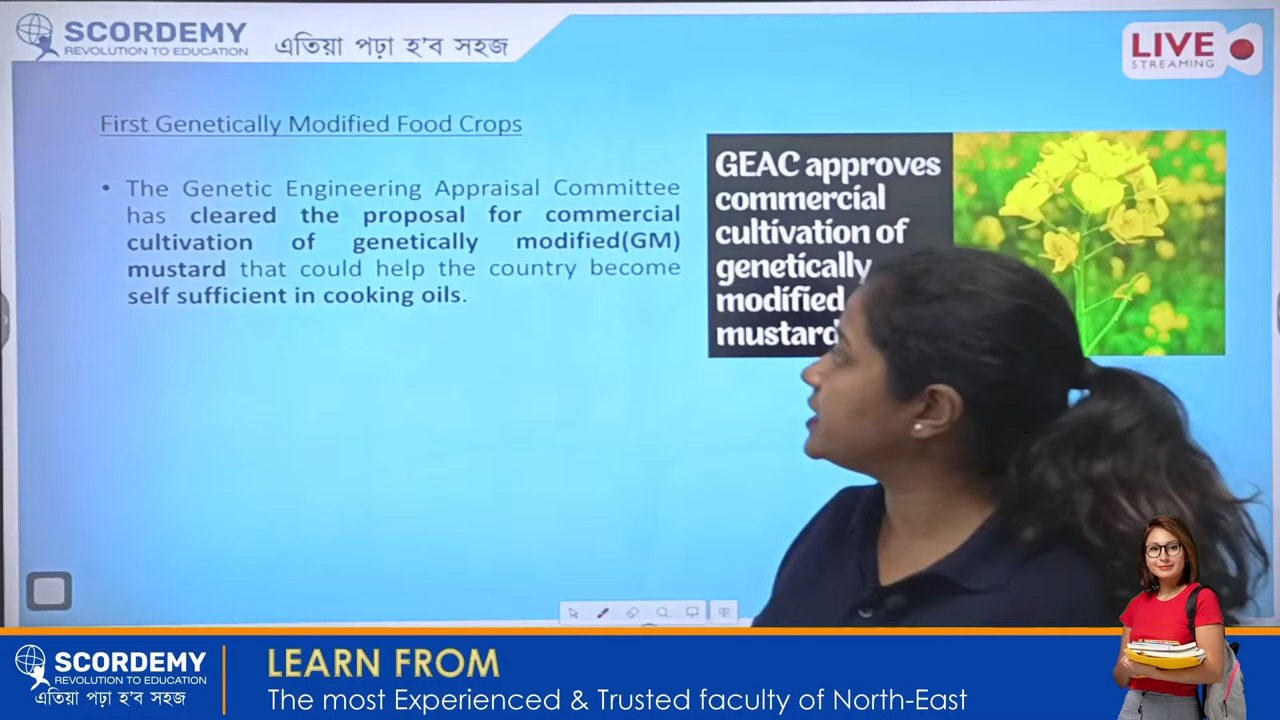 SCORDEMY
REVOLUTION TO EDUCATION
এতিয়া পঢ়া হ'ব সহজ
LIVE
STREAMING
First Genetically Modified Food Crops
• The Genetic Engineering Appraisal Committee
has cleared the proposal for commercial
cultivation of genetically modified(GM)
mustard that could help the country become
self sufficient in cooking oils.
GEAC approves
commercial
cultivation of
genetically
modified
mustard
SCORDEMY
REVOLUTION TO EDUCATION
এতিয়া পঢ়া হ'ব সহজ
LEARN FROM
The most Experienced & Trusted faculty of North-East